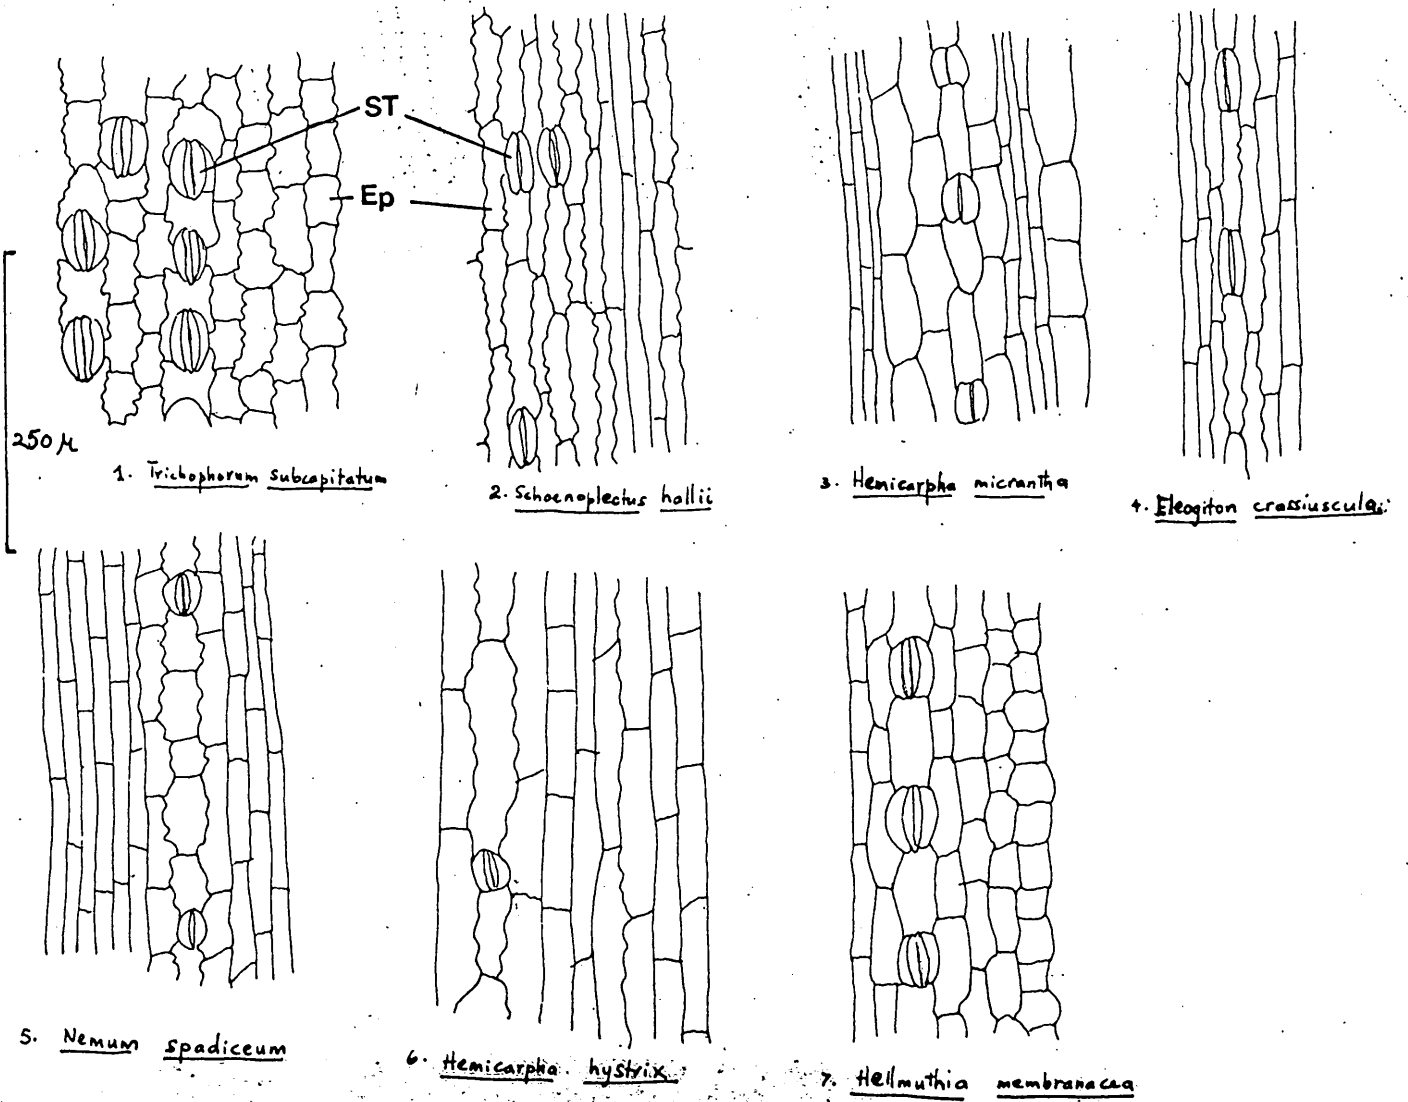 ST
Ep
250 µ
1. Trichophorum subcapitatum
2. Schoenoplectus hallii
3. Hemicarpha micrantha
4. Eleogiton crassiuscula:
5. Nemum spadiceum
6. Hemicarpha hystrix
7. Hellmuthia membranacea